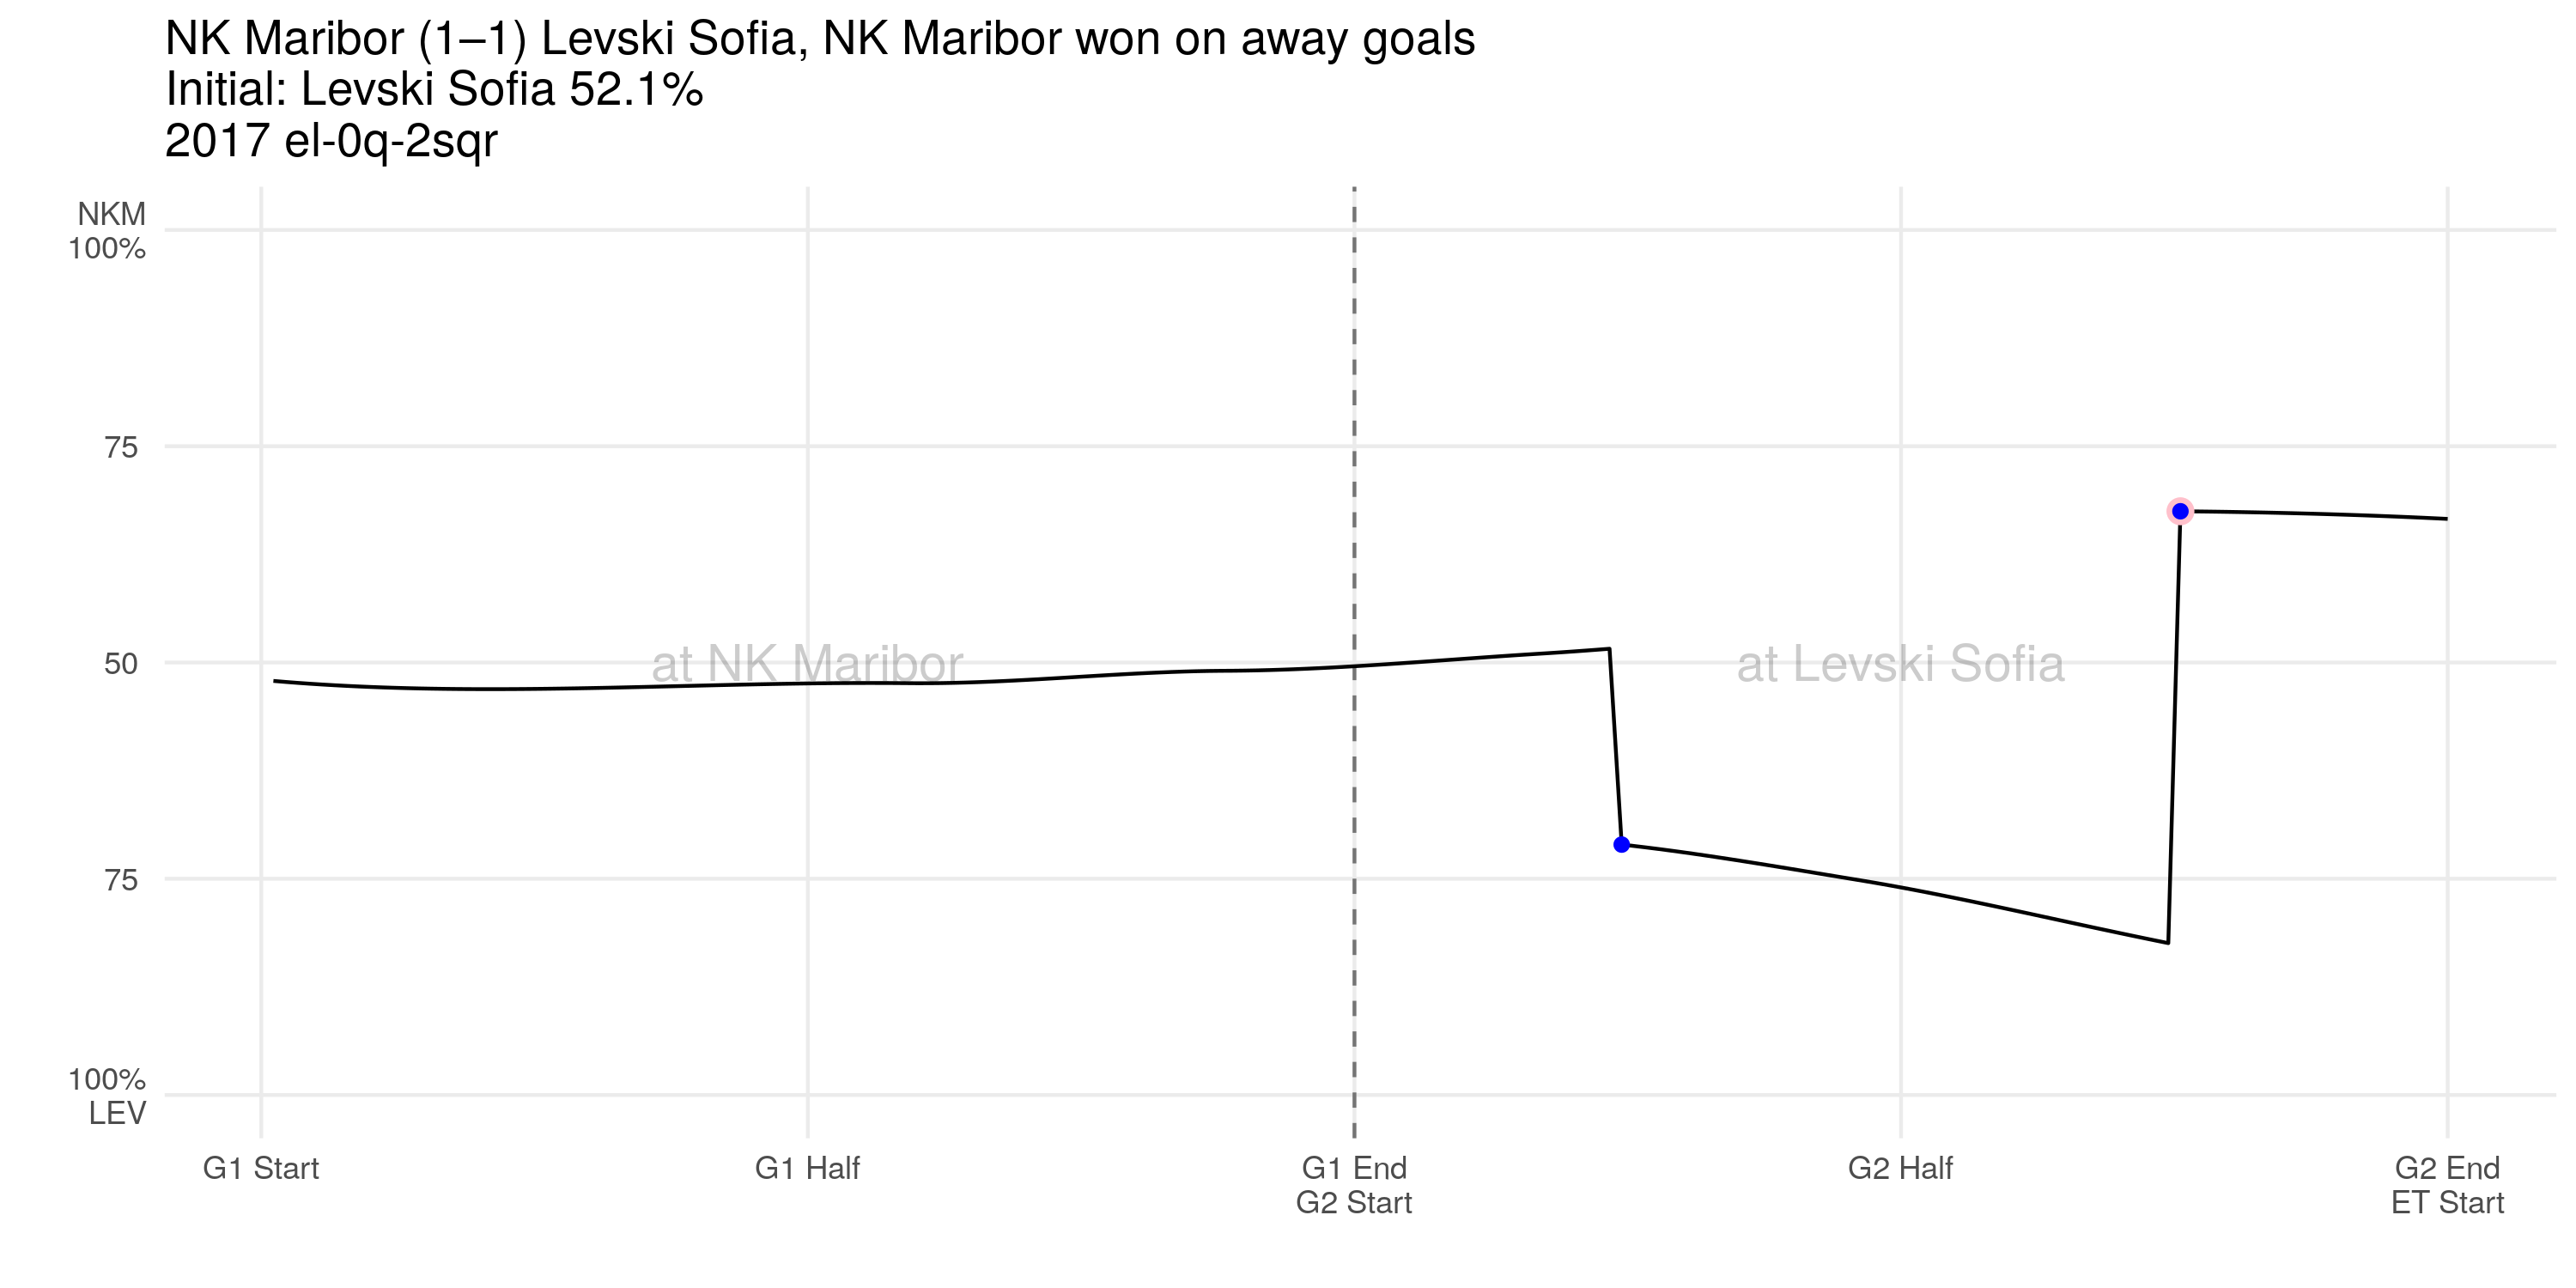 NK Maribor (1–1) Levski Sofia, NK Maribor won on away goals
Initial: Levski Sofia 52.1%
2017 el-0q-2sqr
NKM
100%
75
50
75
100%
LEV
at NK Maribor
at Levski Sofia
G1 Start
G1 Half
G1 End
G2 Start
G2 Half
G2 End
ET Start